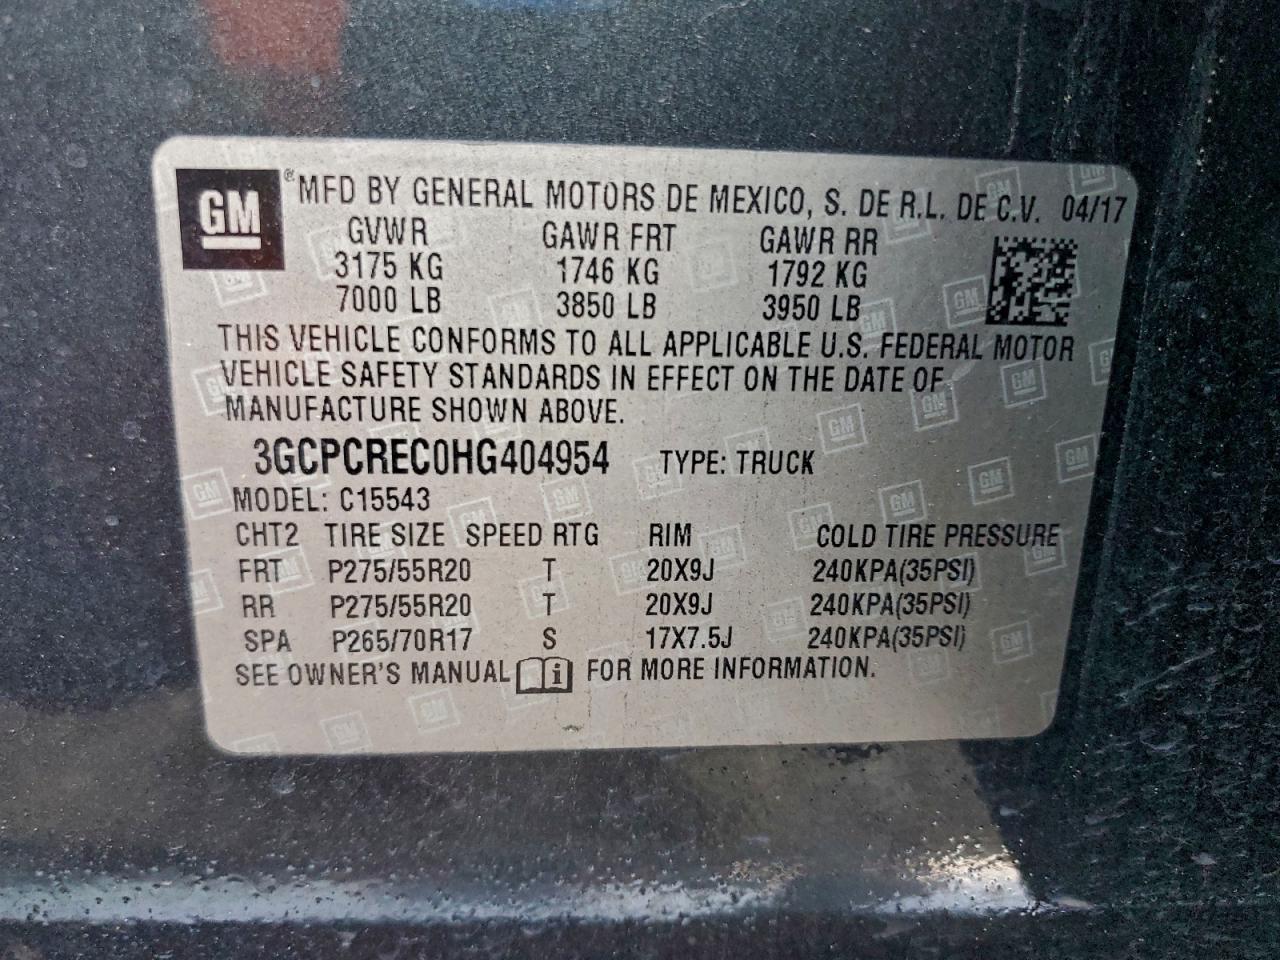 GM ® MFD BY GENERAL MOTORS DE MEXICO, S. DE R.L. DE C.V. 04/17
GVWR GAWR FRT GAWR RR
3175 KG 1746 KG 1792 KG
7000 LB 3850 LB 3950 LB
THIS VEHICLE CONFORMS TO ALL APPLICABLE U.S. FEDERAL MOTOR
VEHICLE SAFETY STANDARDS IN EFFECT ON THE DATE OF
MANUFACTURE SHOWN ABOVE.
3GCPCREC0HG404954 TYPE: TRUCK
MODEL: C15543
CHT2 TIRE SIZE SPEED RTG RIM COLD TIRE PRESSURE
FRT P275/55R20 T 20X9J 240KPA(35PSI)
RR P275/55R20 T 20X9J 240KPA(35PSI)
SPA P265/70R17 S 17X7.5J 240KPA(35PSI)
SEE OWNER'S MANUAL i FOR MORE INFORMATION.